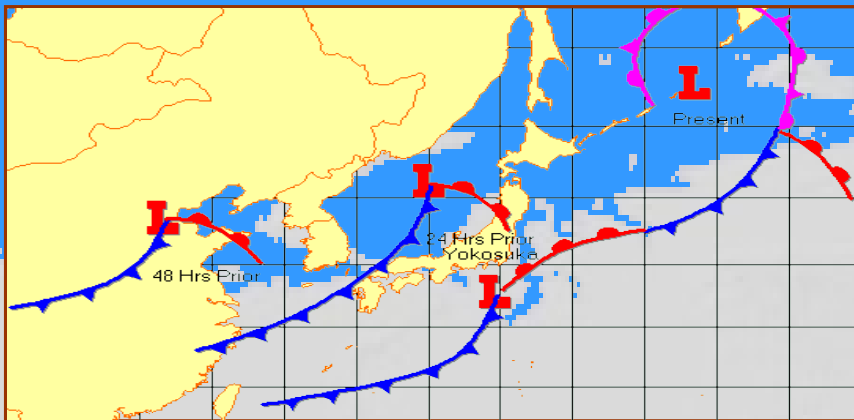 L
Present
L
L
24 Hrs Prior
Yokosuka
48 Hrs Prior
L